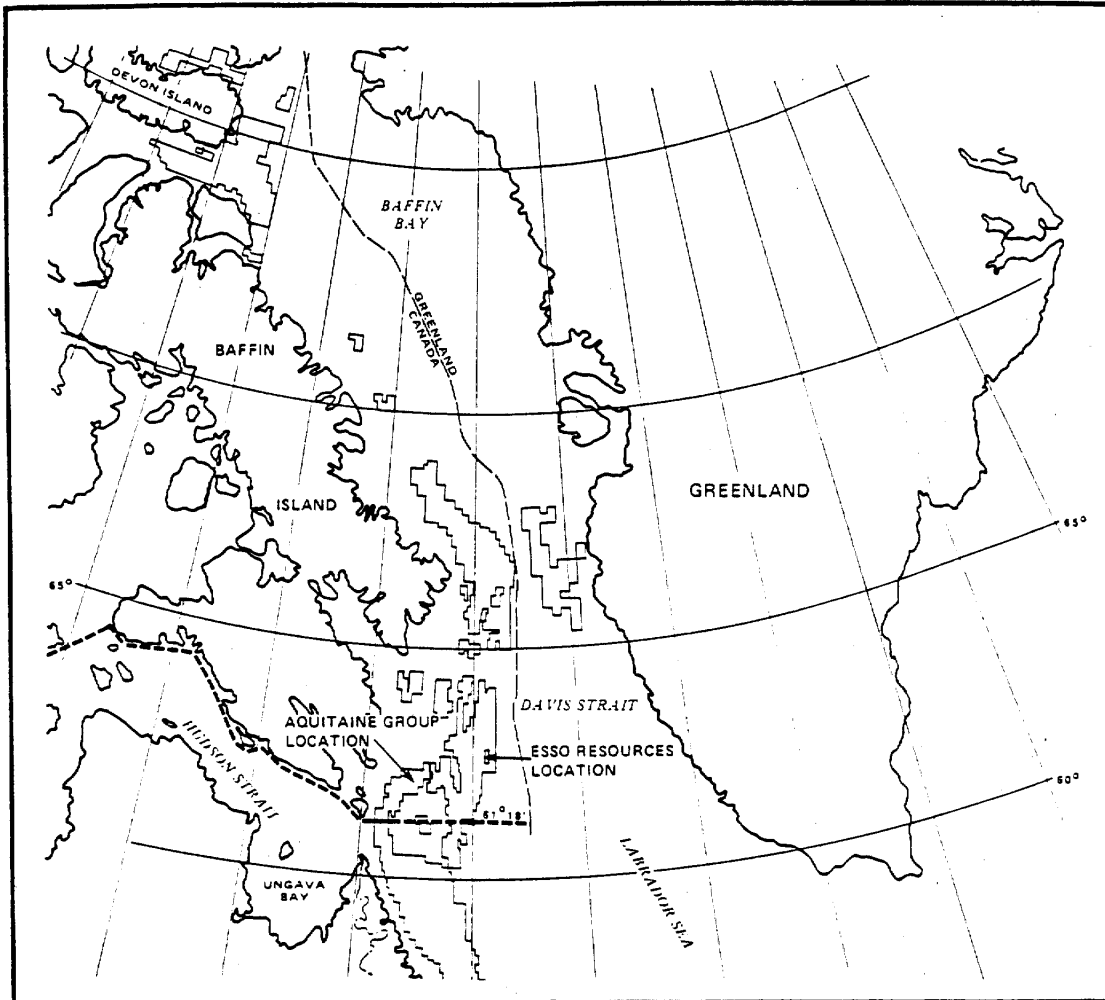 DEVON ISLAND
BAFFIN
BAY
GREENLAND
CANADA
BAFFIN
ISLAND
GREENLAND
65°
65°
DAVIS STRAIT
AQUITAINE GROUP
LOCATION
HUDSON STRAIT
ESSO RESOURCES
LOCATION
60°
61° 18'
LABRADOR SEA
UNGAVA
BAY